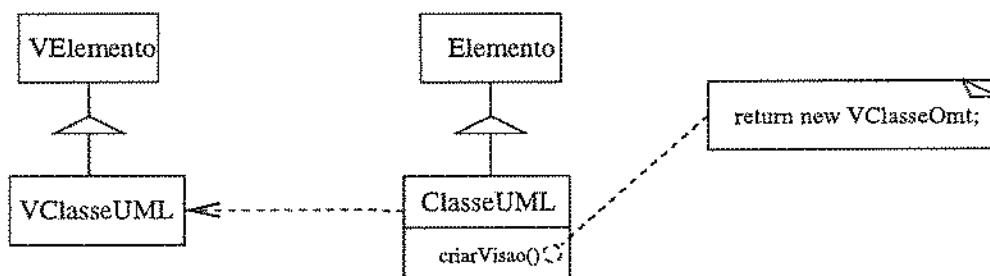 VElemento
Elemento
return new VClasseOmt;
VClasseUML
ClasseUML
criarVisao()